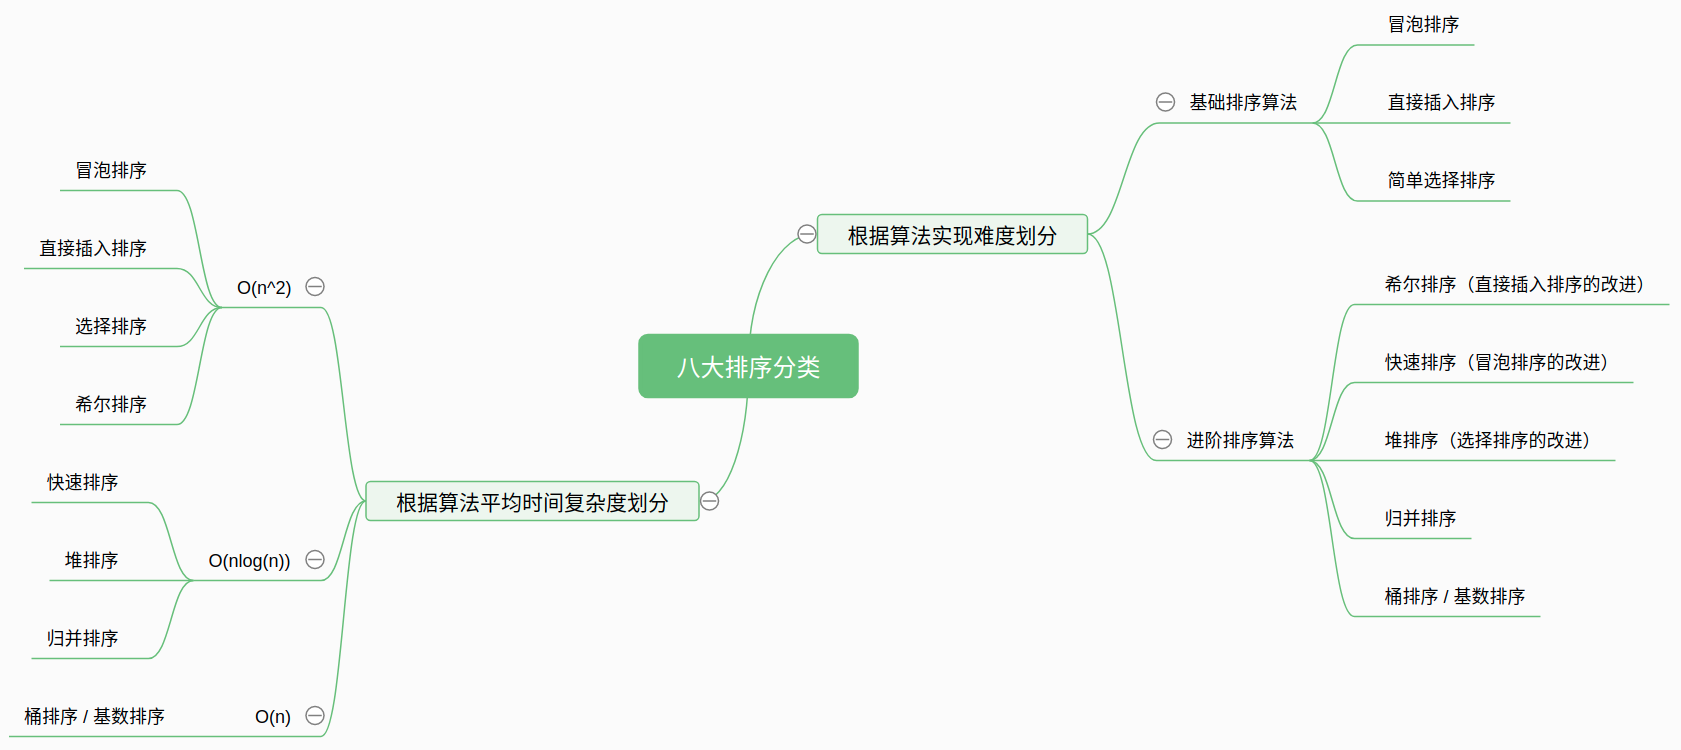 八大排序分类
根据算法实现难度划分
基础排序算法
冒泡排序
直接插入排序
简单选择排序
进阶排序算法
希尔排序（直接插入排序的改进）
快速排序（冒泡排序的改进）
堆排序（选择排序的改进）
归并排序
桶排序 / 基数排序
根据算法平均时间复杂度划分
O(n^2)
冒泡排序
直接插入排序
选择排序
希尔排序
O(nlog(n))
快速排序
堆排序
归并排序
O(n)
桶排序 / 基数排序